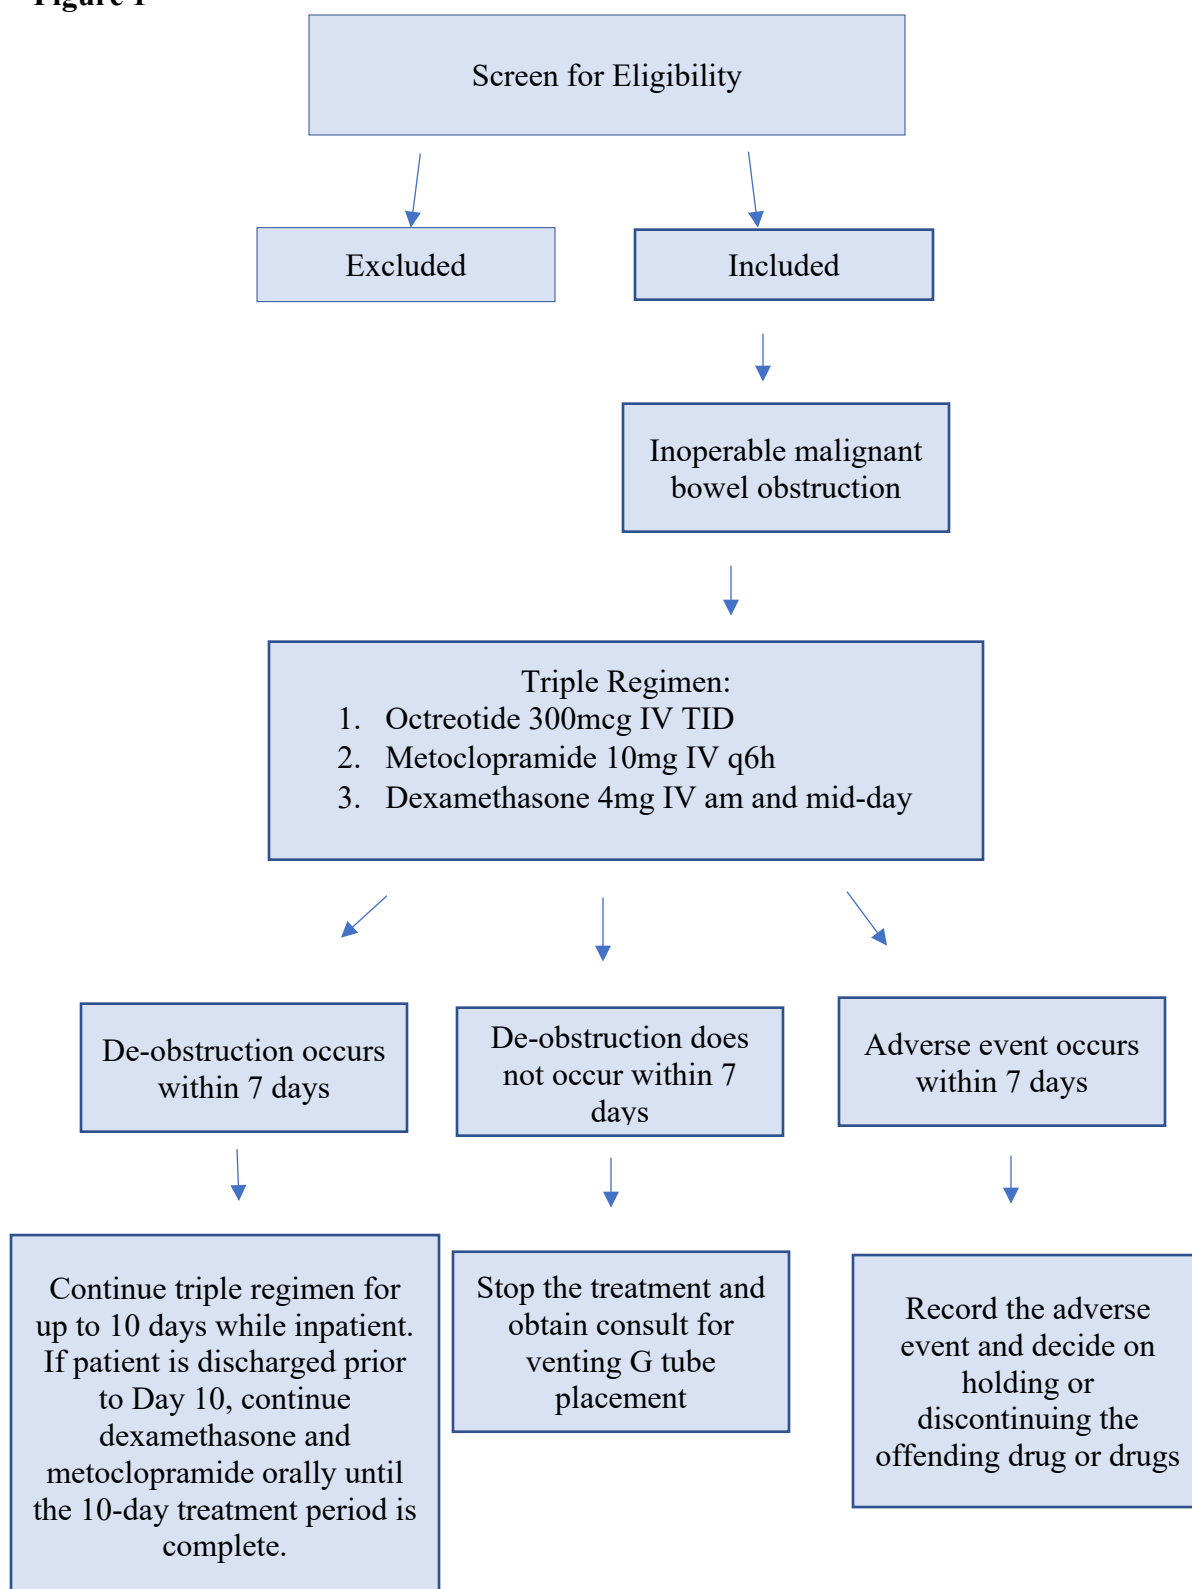 Figure 1
Screen for Eligibility
Excluded
Included
Inoperable malignant
bowel obstruction
Triple Regimen:
1. Octreotide 300mcg IV TID
2. Metoclopramide 10mg IV q6h
3. Dexamethasone 4mg IV am and mid-day
De-obstruction occurs
within 7 days
De-obstruction does
not occur within 7
days
Adverse event occurs
within 7 days
Continue triple regimen for
up to 10 days while inpatient.
If patient is discharged prior
to Day 10, continue
dexamethasone and
metoclopramide orally until
the 10-day treatment period is
complete.
Stop the treatment and
obtain consult for
venting G tube
placement
Record the adverse
event and decide on
holding or
discontinuing the
offending drug or drugs